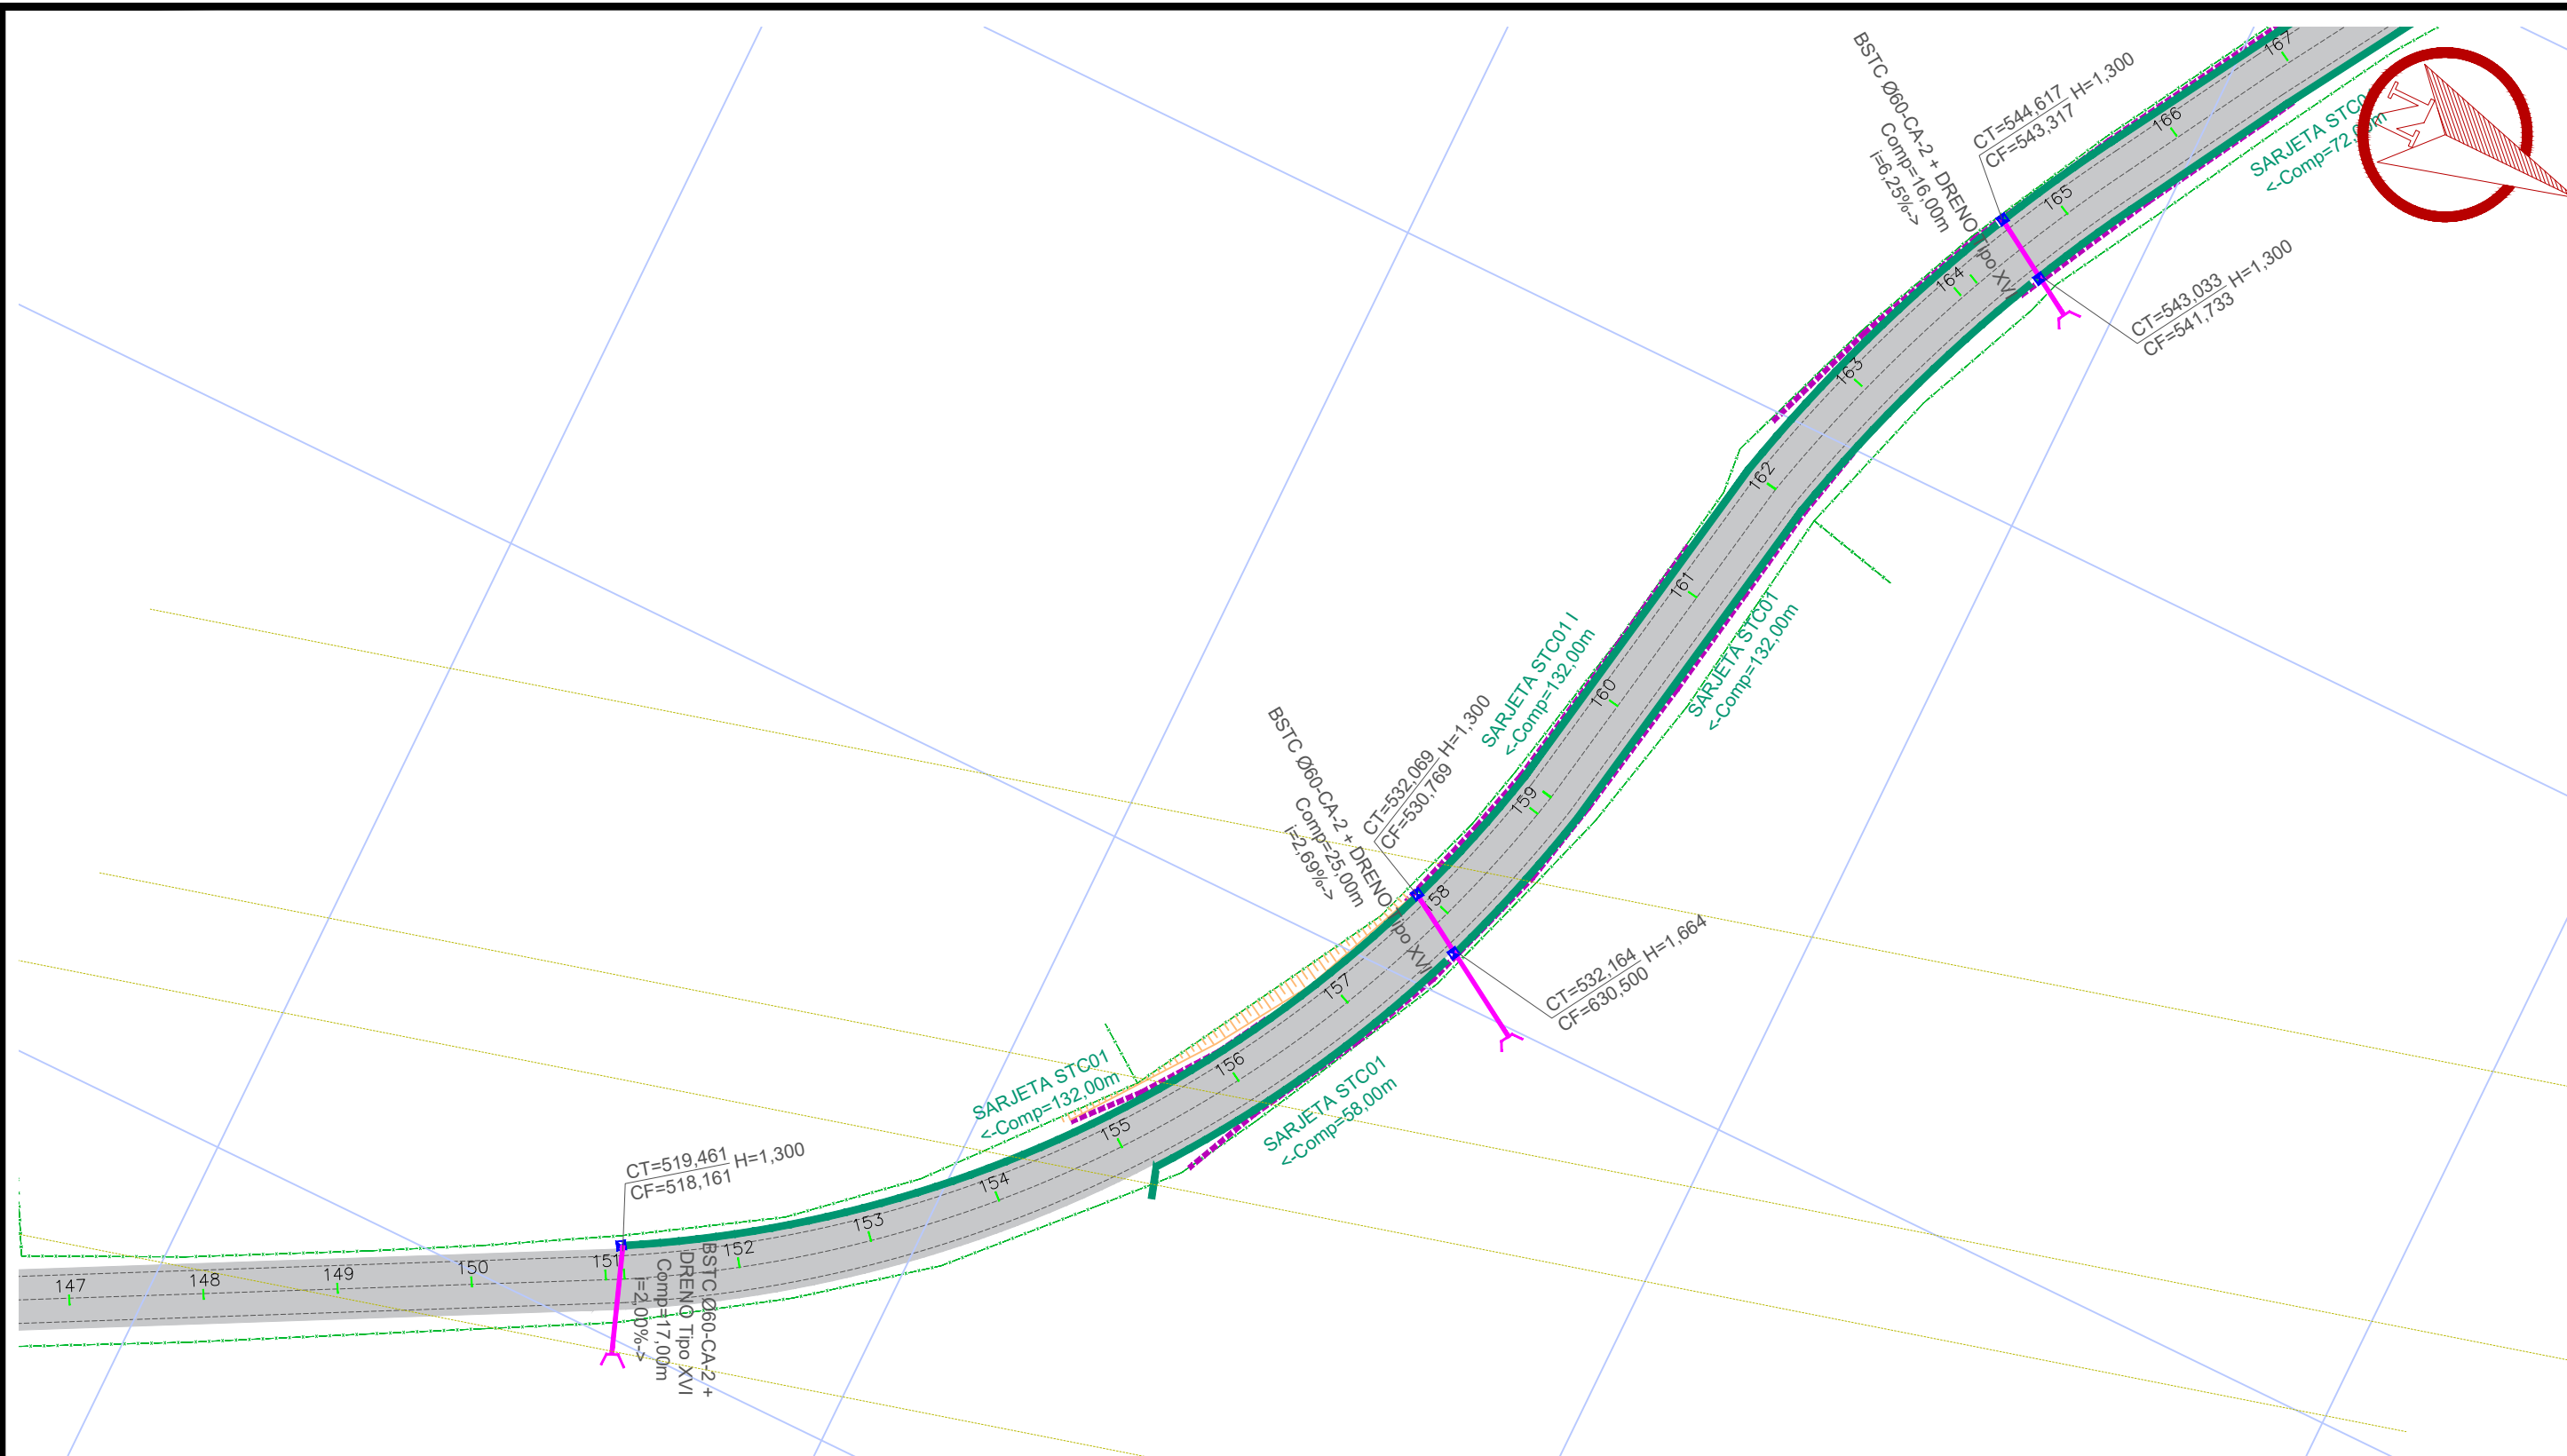 BSTC Ø60-CA-2 + DRENO Tipo XVI
Comp=16,00m
i=6,25%->
CT=544,617
CF=543,317
H=1,300
167
166
165
164
163
162
161
160
159
58
157
156
155
154
153
152
151
150
149
148
147
SARJETA STC0
<-Comp=72,00m
N
CT=543,033
CF=541,733
H=1,300
SARJETA STC01 I
<-Comp=132,00m
SARJETA STC01
<-Comp=132,00m
BSTC Ø60-CA-2 + DRENO Tipo XVI
Comp=25,00m
i=2,69%->
CT=532,069
CF=530,769
H=1,300
CT=532,164
CF=630,500
H=1,664
SARJETA STC01
<-Comp=132,00m
SARJETA STC01
<-Comp=58,00m
CT=519,461
CF=518,161
H=1,300
BSTC Ø60-CA-2 +
DRENO Tipo XVI
Comp=17,00m
i=2,00%->